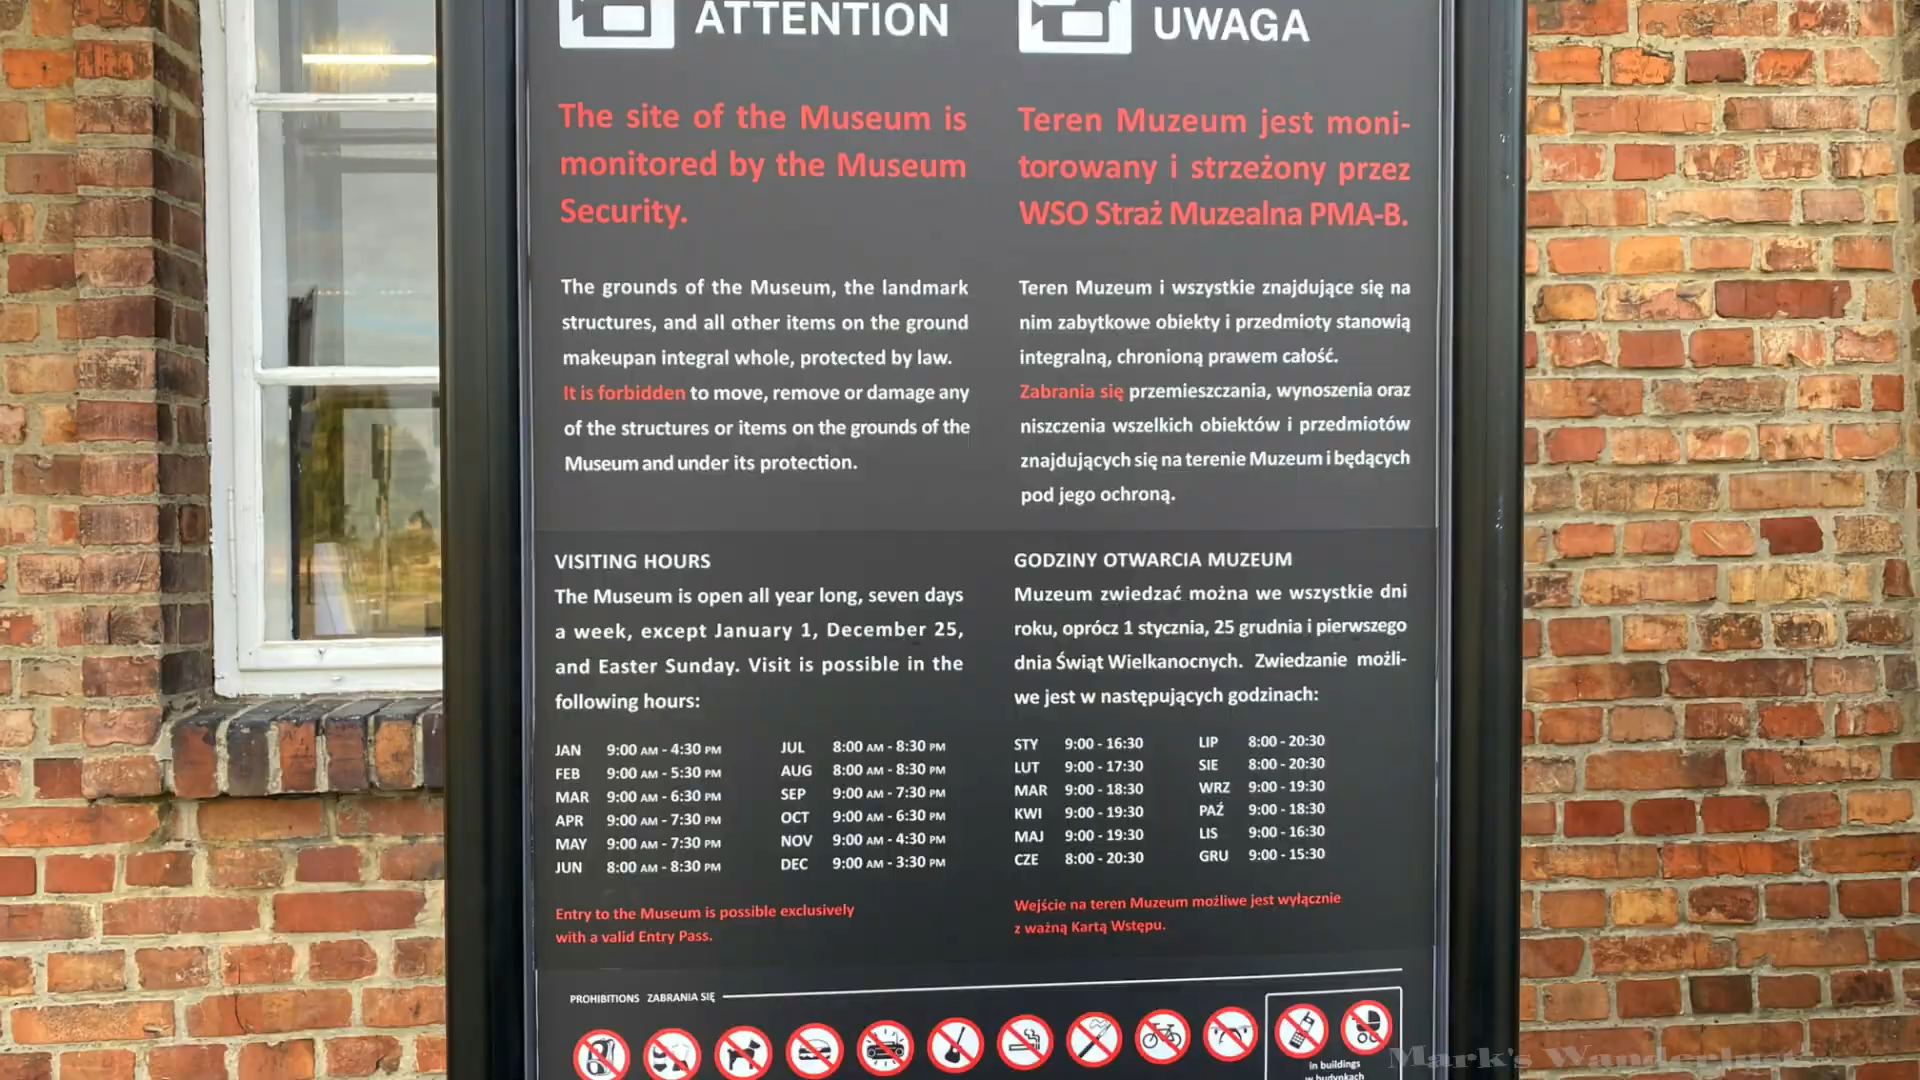 ATTENTION
The site of the Museum is
monitored by the Museum
Security.
The grounds of the Museum, the landmark
structures, and all other items on the ground
makeupan integral whole, protected by law.
It is forbidden to move, remove or damage any
of the structures or items on the grounds of the
Museum and under its protection.
VISITING HOURS
The Museum is open all year long, seven days
a week, except January 1, December 25,
and Easter Sunday. Visit is possible in the
following hours:
JAN 9:00 AM - 4:30 PM
FEB 9:00 AM - 5:30 PM
MAR 9:00 AM - 6:30 PM
APR 9:00 AM - 7:30 PM
MAY 9:00 AM - 7:30 PM
JUN 8:00 AM - 8:30 PM
JUL 8:00 AM - 8:30 PM
AUG 8:00 AM - 8:30 PM
SEP 9:00 AM - 7:30 PM
OCT 9:00 AM - 6:30 PM
NOV 9:00 AM - 4:30 PM
DEC 9:00 AM - 3:30 PM
Entry to the Museum is possible exclusively
with a valid Entry Pass.
UWAGA
Teren Muzeum jest moni-
torowany i strzeżony przez
WSO Straż Muzealna PMA-B.
Teren Muzeum i wszystkie znajdujące się na
nim zabytkowe obiekty i przedmioty stanowią
integralną, chronioną prawem całość.
Zabrania się przemieszczania, wynoszenia oraz
niszczenia wszelkich obiektów i przedmiotów
znajdujących się na terenie Muzeum i będących
pod jego ochroną.
GODZINY OTWARCIA MUZEUM
Muzeum zwiedzać można we wszystkie dni
roku, oprócz 1 stycznia, 25 grudnia i pierwszego
dnia Świąt Wielkanocnych. Zwiedzanie możli-
we jest w następujących godzinach:
STY 9:00 - 16:30
LUT 9:00 - 17:30
MAR 9:00 - 18:30
KWI 9:00 - 19:30
MAJ 9:00 - 19:30
CZE 8:00 - 20:30
LIP 8:00 - 20:30
SIE 8:00 - 20:30
WRZ 9:00 - 19:30
PAŹ 9:00 - 18:30
LIS 9:00 - 16:30
GRU 9:00 - 15:30
Wejście na teren Muzeum możliwe jest wyłącznie
z ważną Kartą Wstępu.
PROHIBITIONS ZABRANIA SIĘ
in buildings
w budynkach
Mark's